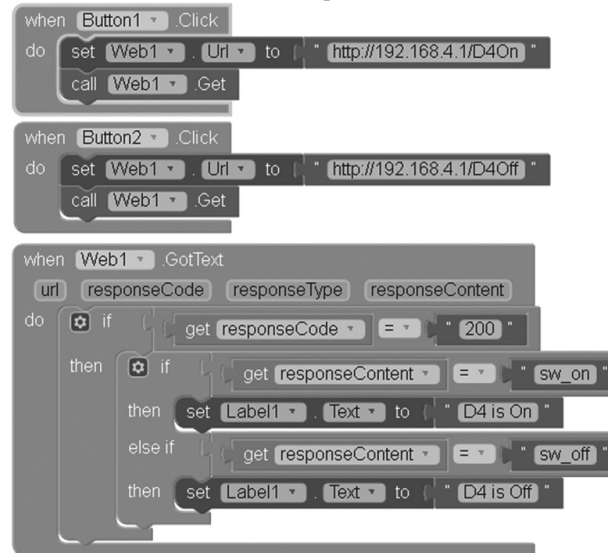 when Button1 .Click
do set Web1 . Url to " http://192.168.4.1/D4On "
call Web1 .Get
when Button2 .Click
do set Web1 . Url to " http://192.168.4.1/D4Off "
call Web1 .Get
when Web1 .GotText
url responseCode responseType responseContent
do if get responseCode = " 200 "
then if get responseContent = " sw_on "
then set Label1 . Text to " D4 is On "
else if get responseContent = " sw_off "
then set Label1 . Text to " D4 is Off "